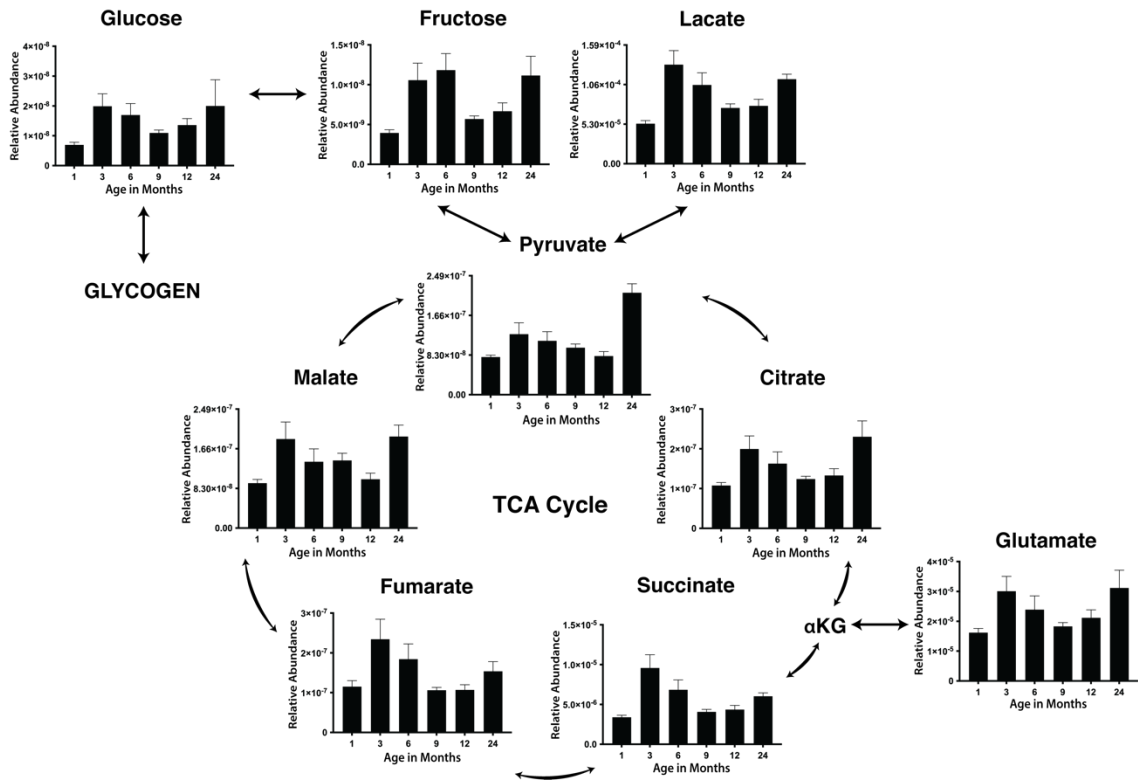 Glucose
Relative Abundance
4×10⁻⁸
3×10⁻⁸
2×10⁻⁸
1×10⁻⁸
0
1 3 6 9 12 24
Age in Months
Fructose
Relative Abundance
1.5×10⁻⁸
1.0×10⁻⁸
5.0×10⁻⁹
0.0
1 3 6 9 12 24
Age in Months
Lacate
Relative Abundance
1.59×10⁻⁴
1.06×10⁻⁴
5.30×10⁻⁵
0.00
1 3 6 9 12 24
Age in Months
GLYCOGEN
Pyruvate
Relative Abundance
2.49×10⁻⁷
1.66×10⁻⁷
8.30×10⁻⁸
0.00
1 3 6 9 12 24
Age in Months
Malate
Relative Abundance
2.49×10⁻⁷
1.66×10⁻⁷
8.30×10⁻⁸
0.00
1 3 6 9 12 24
Age in Months
TCA Cycle
Citrate
Relative Abundance
3×10⁻⁷
2×10⁻⁷
1×10⁻⁷
0
1 3 6 9 12 24
Age in Months
Fumarate
Relative Abundance
3×10⁻⁷
2×10⁻⁷
1×10⁻⁷
0
1 3 6 9 12 24
Age in Months
Succinate
Relative Abundance
1.5×10⁻⁵
1.0×10⁻⁵
5.0×10⁻⁶
0.0
1 3 6 9 12 24
Age in Months
αKG
Glutamate
Relative Abundance
4×10⁻⁵
3×10⁻⁵
2×10⁻⁵
1×10⁻⁵
0
1 3 6 9 12 24
Age in Months